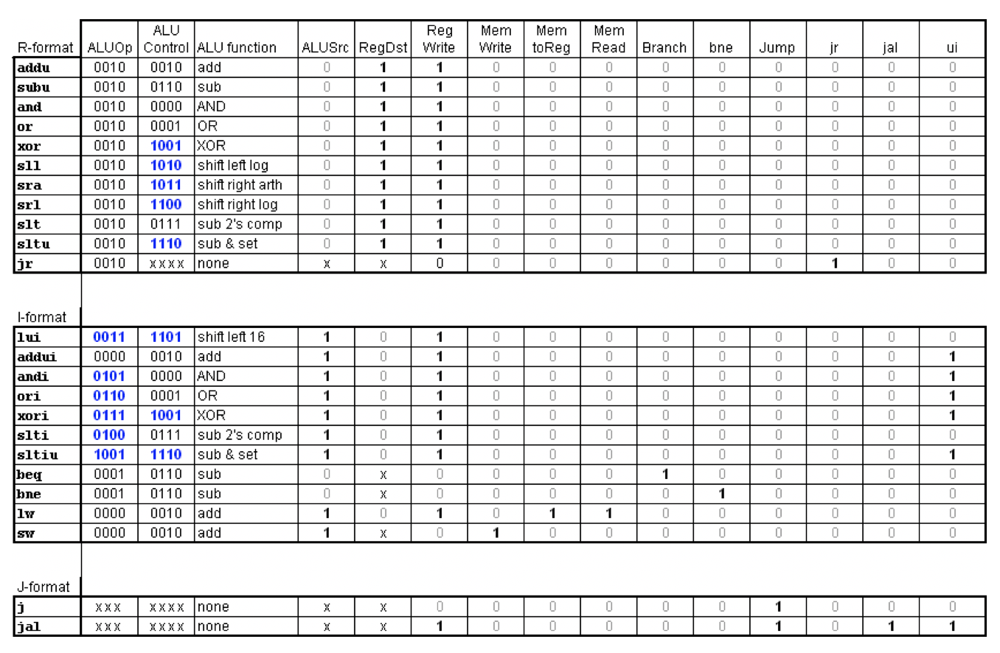 R-format ALUOp ALU Control ALU function ALUSrc RegDst Reg Write Mem Write Mem toReg Mem Read Branch bne Jump jr jal ui
addu 0010 0010 add 0 1 1 0 0 0 0 0 0 0 0 0
subu 0010 0110 sub 0 1 1 0 0 0 0 0 0 0 0 0
and 0010 0000 AND 0 1 1 0 0 0 0 0 0 0 0 0
or 0010 0001 OR 0 1 1 0 0 0 0 0 0 0 0 0
xor 0010 1001 XOR 0 1 1 0 0 0 0 0 0 0 0 0
sll 0010 1010 shift left log 0 1 1 0 0 0 0 0 0 0 0 0
sra 0010 1011 shift right arth 0 1 1 0 0 0 0 0 0 0 0 0
srl 0010 1100 shift right log 0 1 1 0 0 0 0 0 0 0 0 0
slt 0010 0111 sub 2's comp 0 1 1 0 0 0 0 0 0 0 0 0
sltu 0010 1110 sub & set 0 1 1 0 0 0 0 0 0 0 0 0
jr 0010 xxxx none x x 0 0 0 0 0 0 0 1 0 0
I-format
lui 0011 1101 shift left 16 1 0 1 0 0 0 0 0 0 0 0 0
addui 0000 0010 add 1 0 1 0 0 0 0 0 0 0 0 1
andi 0101 0000 AND 1 0 1 0 0 0 0 0 0 0 0 1
ori 0110 0001 OR 1 0 1 0 0 0 0 0 0 0 0 1
xori 0111 1001 XOR 1 0 1 0 0 0 0 0 0 0 0 1
slti 0100 0111 sub 2's comp 1 0 1 0 0 0 0 0 0 0 0 0
sltiu 1001 1110 sub & set 1 0 1 0 0 0 0 0 0 0 0 1
beq 0001 0110 sub 0 x 0 0 0 0 1 0 0 0 0 0
bne 0001 0110 sub 0 x 0 0 0 0 0 1 0 0 0 0
lw 0000 0010 add 1 0 1 0 1 1 0 0 0 0 0 0
sw 0000 0010 add 1 x 0 1 0 0 0 0 0 0 0 0
J-format
j xxx xxxx none x x 0 0 0 0 0 0 1 0 0 0
jal xxx xxxx none x x 1 0 0 0 0 0 1 0 1 1